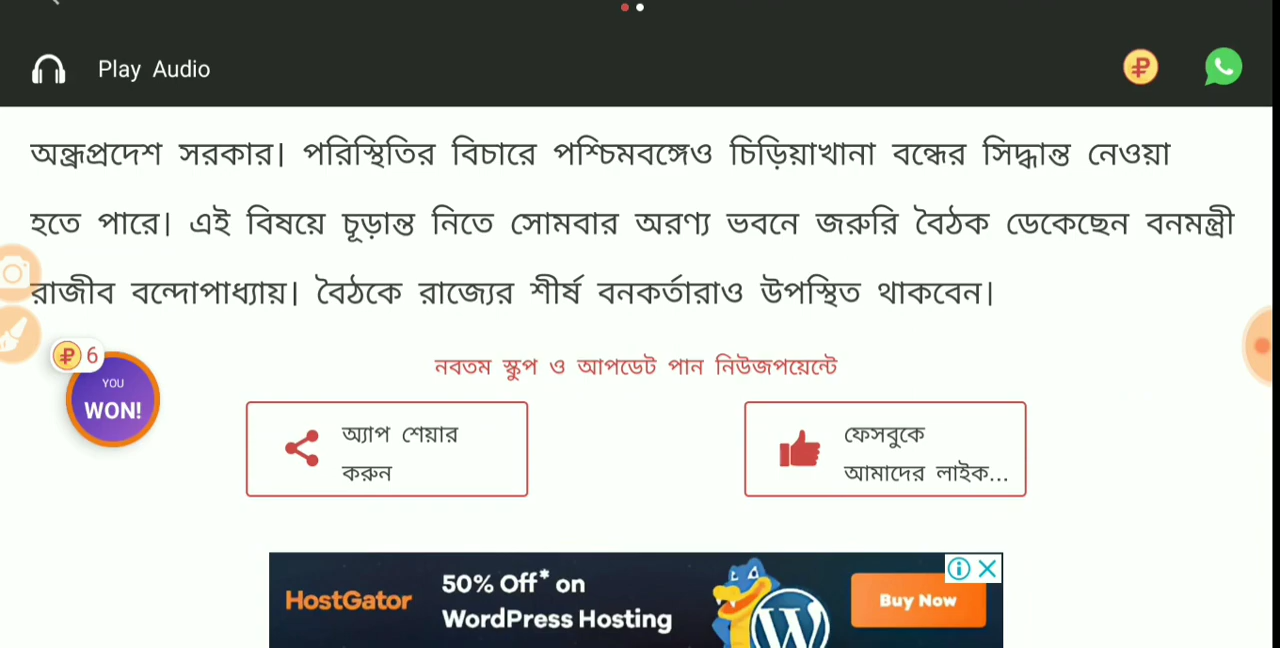 Play Audio
অন্ধ্রপ্রদেশ সরকার। পরিস্থিতির বিচারে পশ্চিমবঙ্গেও চিড়িয়াখানা বন্ধের সিদ্ধান্ত নেওয়া
হতে পারে। এই বিষয়ে চূড়ান্ত নিতে সোমবার অরণ্য ভবনে জরুরি বৈঠক ডেকেছেন বনমন্ত্রী
রাজীব বন্দোপাধ্যায়। বৈঠকে রাজ্যের শীর্ষ বনকর্তারাও উপস্থিত থাকবেন।
নবতম স্কুপ ও আপডেট পান নিউজপয়েন্টে
₽ 6
YOU
WON!
অ্যাপ শেয়ার
করুন
ফেসবুকে
আমাদের লাইক...
HostGator
50% Off* on
WordPress Hosting
Buy Now